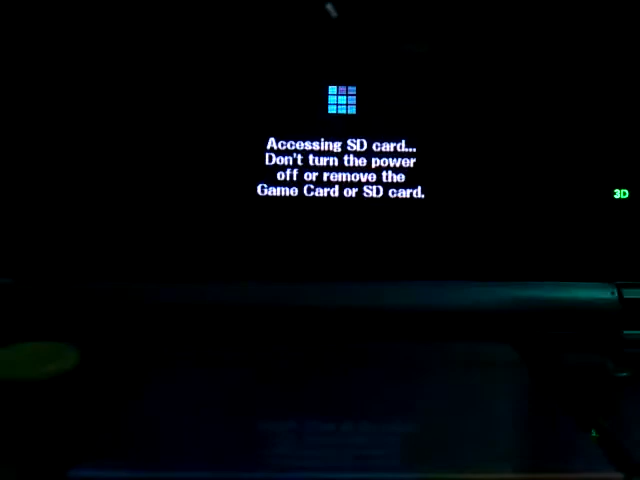 Accessing SD card...
Don't turn the power
off or remove the
Game Card or SD card.
3D